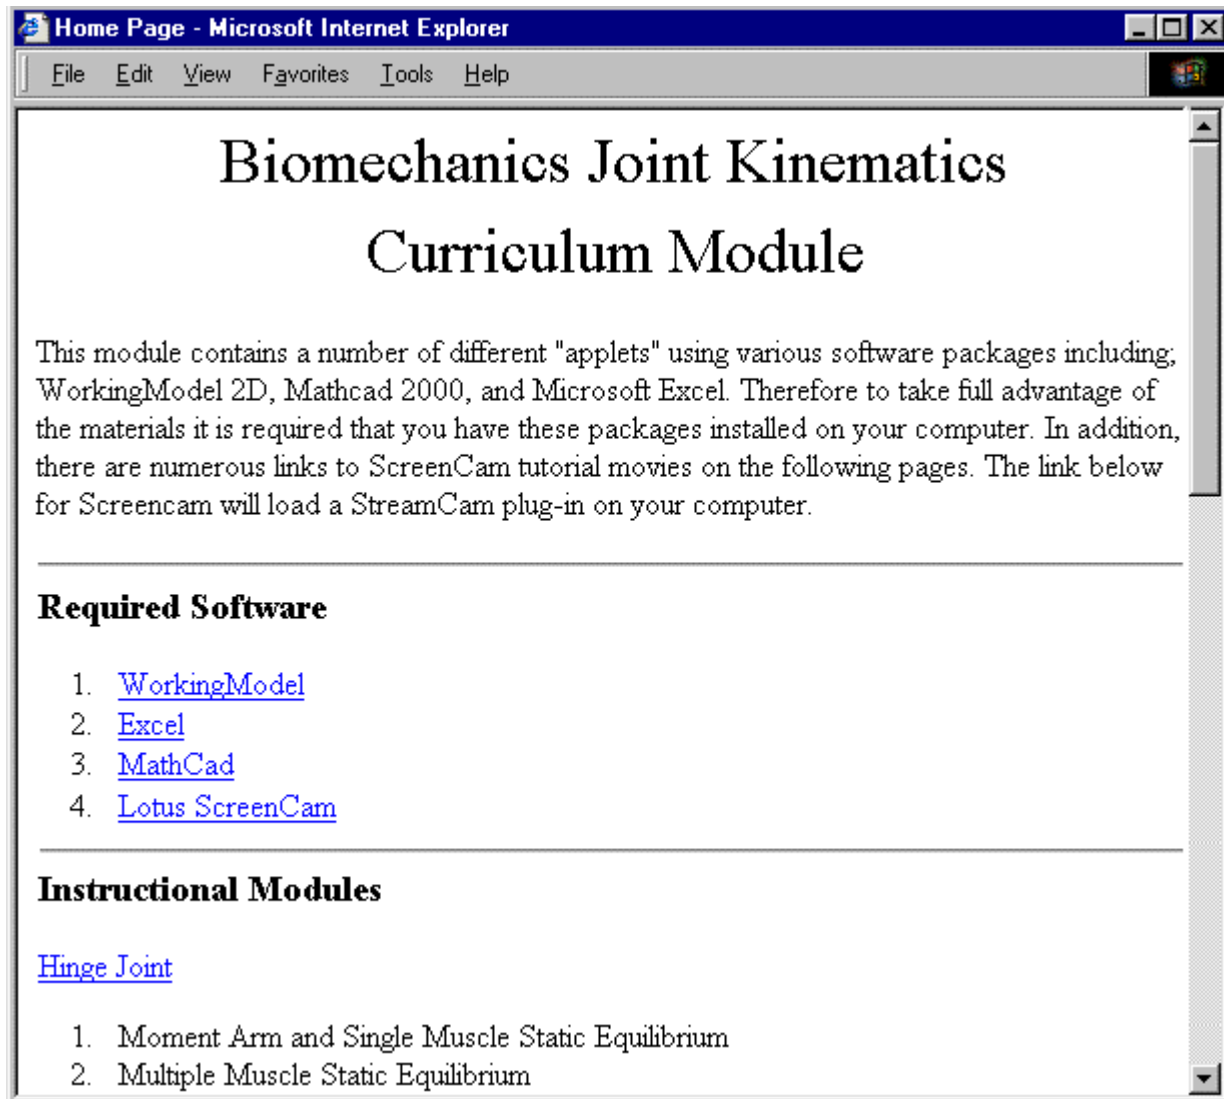 Home Page - Microsoft Internet Explorer
File Edit View Favorites Tools Help
Biomechanics Joint Kinematics
Curriculum Module
This module contains a number of different "applets" using various software packages including;
WorkingModel 2D, Mathcad 2000, and Microsoft Excel. Therefore to take full advantage of
the materials it is required that you have these packages installed on your computer. In addition,
there are numerous links to ScreenCam tutorial movies on the following pages. The link below
for Screencam will load a StreamCam plug-in on your computer.
Required Software
1. WorkingModel
2. Excel
3. MathCad
4. Lotus ScreenCam
Instructional Modules
Hinge Joint
1. Moment Arm and Single Muscle Static Equilibrium
2. Multiple Muscle Static Equilibrium